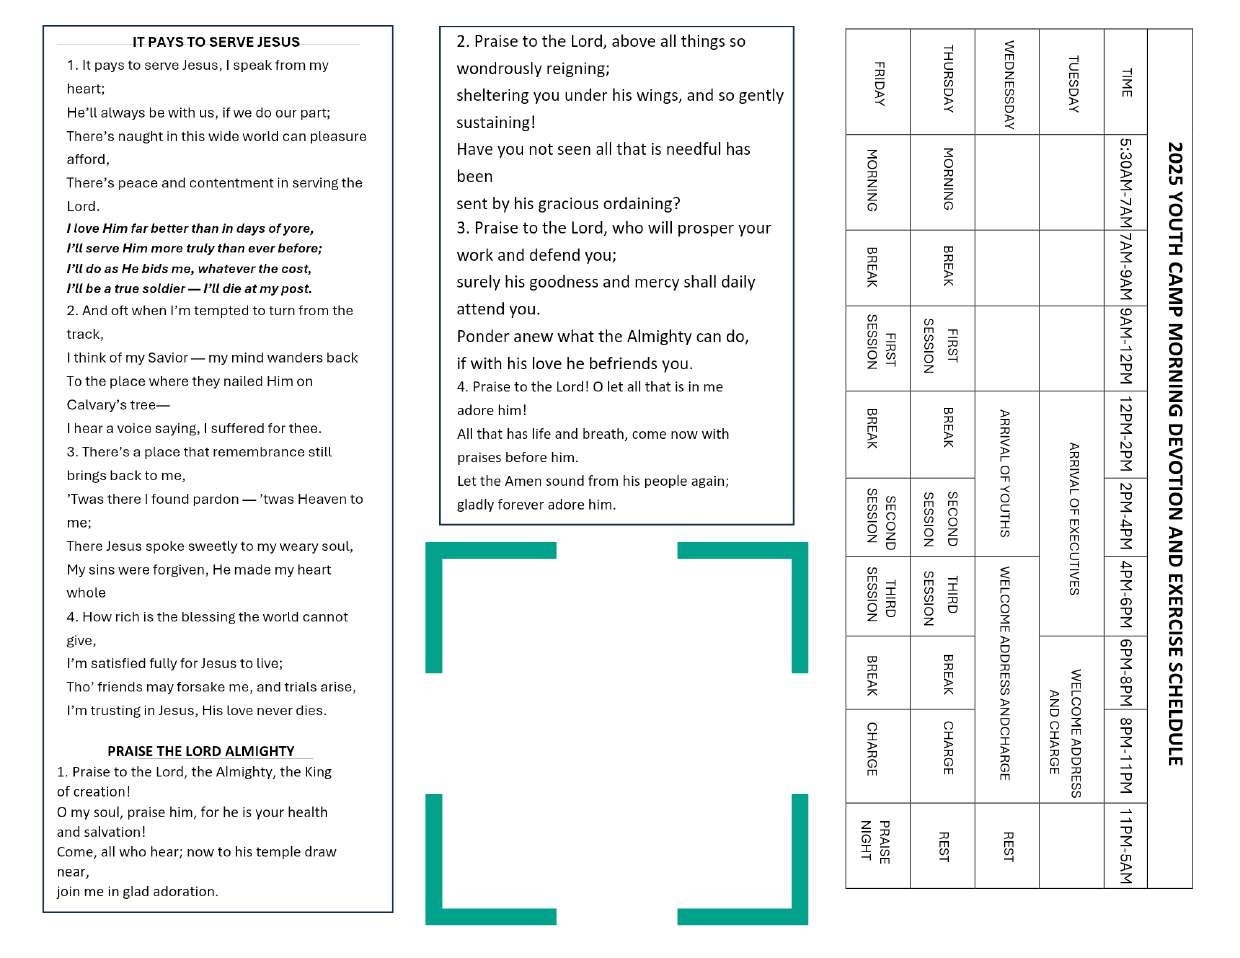 IT PAYS TO SERVE JESUS
1. It pays to serve Jesus, I speak from my
heart;
He’ll always be with us, if we do our part;
There’s naught in this wide world can pleasure
afford,
There’s peace and contentment in serving the
Lord.
I love Him far better than in days of yore,
I’ll serve Him more truly than ever before;
I’ll do as He bids me, whatever the cost,
I’ll be a true soldier — I’ll die at my post.
2. And oft when I’m tempted to turn from the
track,
I think of my Savior — my mind wanders back
To the place where they nailed Him on
Calvary’s tree—
I hear a voice saying, I suffered for thee.
3. There’s a place that remembrance still
brings back to me,
’Twas there I found pardon — ’twas Heaven to
me;
There Jesus spoke sweetly to my weary soul,
My sins were forgiven, He made my heart
whole
4. How rich is the blessing the world cannot
give,
I’m satisfied fully for Jesus to live;
Tho’ friends may forsake me, and trials arise,
I’m trusting in Jesus, His love never dies.
PRAISE THE LORD ALMIGHTY
1. Praise to the Lord, the Almighty, the King
of creation!
O my soul, praise him, for he is your health
and salvation!
Come, all who hear; now to his temple draw
near,
join me in glad adoration.
2. Praise to the Lord, above all things so
wondrously reigning;
sheltering you under his wings, and so gently
sustaining!
Have you not seen all that is needful has
been
sent by his gracious ordaining?
3. Praise to the Lord, who will prosper your
work and defend you;
surely his goodness and mercy shall daily
attend you.
Ponder anew what the Almighty can do,
if with his love he befriends you.
4. Praise to the Lord! O let all that is in me
adore him!
All that has life and breath, come now with
praises before him.
Let the Amen sound from his people again;
gladly forever adore him.
2025 YOUTH CAMP MORNING DEVOTION AND EXERCISE SCHELDULE
TIME 5:30AM-7AM 7AM-9AM 9AM-12PM 12PM-2PM 2PM-4PM 4PM-6PM 6PM-8PM 8PM-11PM 11PM-5AM
TUESDAY ARRIVAL OF EXECUTIVES WELCOME ADDRESS
AND CHARGE
WEDNESSDAY ARRIVAL OF YOUTHS WELCOME ADDRESS ANDCHARGE REST
THURSDAY MORNING BREAK FIRST
SESSION BREAK SECOND
SESSION THIRD
SESSION BREAK CHARGE REST
FRIDAY MORNING BREAK FIRST
SESSION BREAK SECOND
SESSION THIRD
SESSION BREAK CHARGE PRAISE
NIGHT